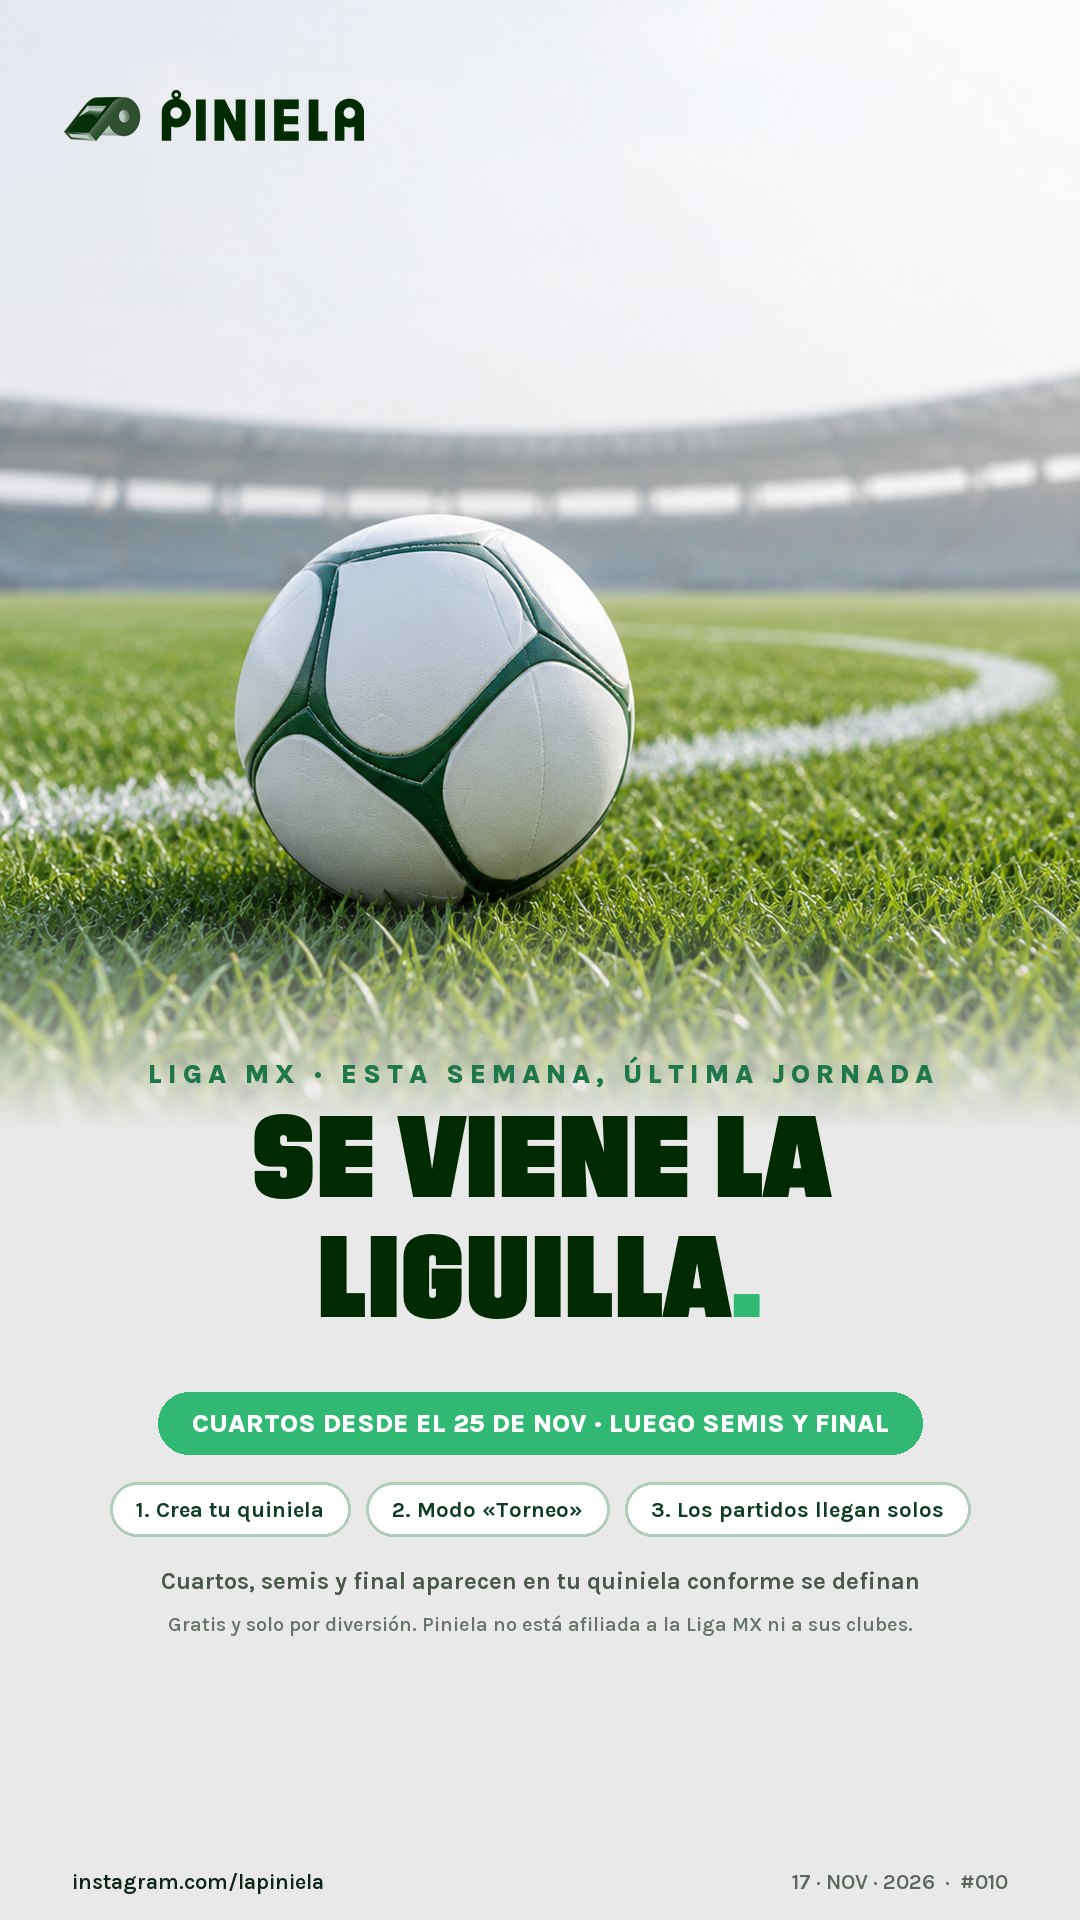 PINIELA
LIGA MX · ESTA SEMANA, ÚLTIMA JORNADA
SE VIENE LA
LIGUILLA.
CUARTOS DESDE EL 25 DE NOV · LUEGO SEMIS Y FINAL
1. Crea tu quiniela
2. Modo «Torneo»
3. Los partidos llegan solos
Cuartos, semis y final aparecen en tu quiniela conforme se definan
Gratis y solo por diversión. Piniela no está afiliada a la Liga MX ni a sus clubes.
instagram.com/lapiniela
17 · NOV · 2026 · #010